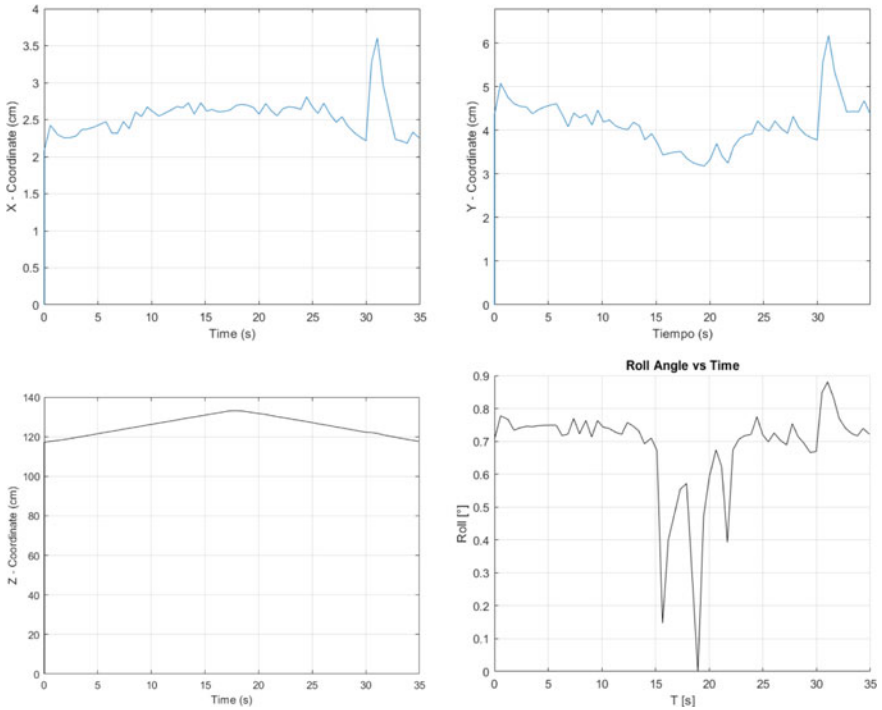 4
3.5
3
2.5
2
1.5
1
0.5
0
X - Coordinate (cm)
0 5 10 15 20 25 30 35
Time (s)
6
5
4
3
2
1
0
Y - Coordinate (cm)
0 5 10 15 20 25 30 35
Tiempo (s)
140
120
100
80
60
40
20
0
Z - Coordinate (cm)
0 5 10 15 20 25 30 35
Time (s)
Roll Angle vs Time
0.9
0.8
0.7
0.6
0.5
0.4
0.3
0.2
0.1
0
Roll [°]
0 5 10 15 20 25 30 35
T [s]